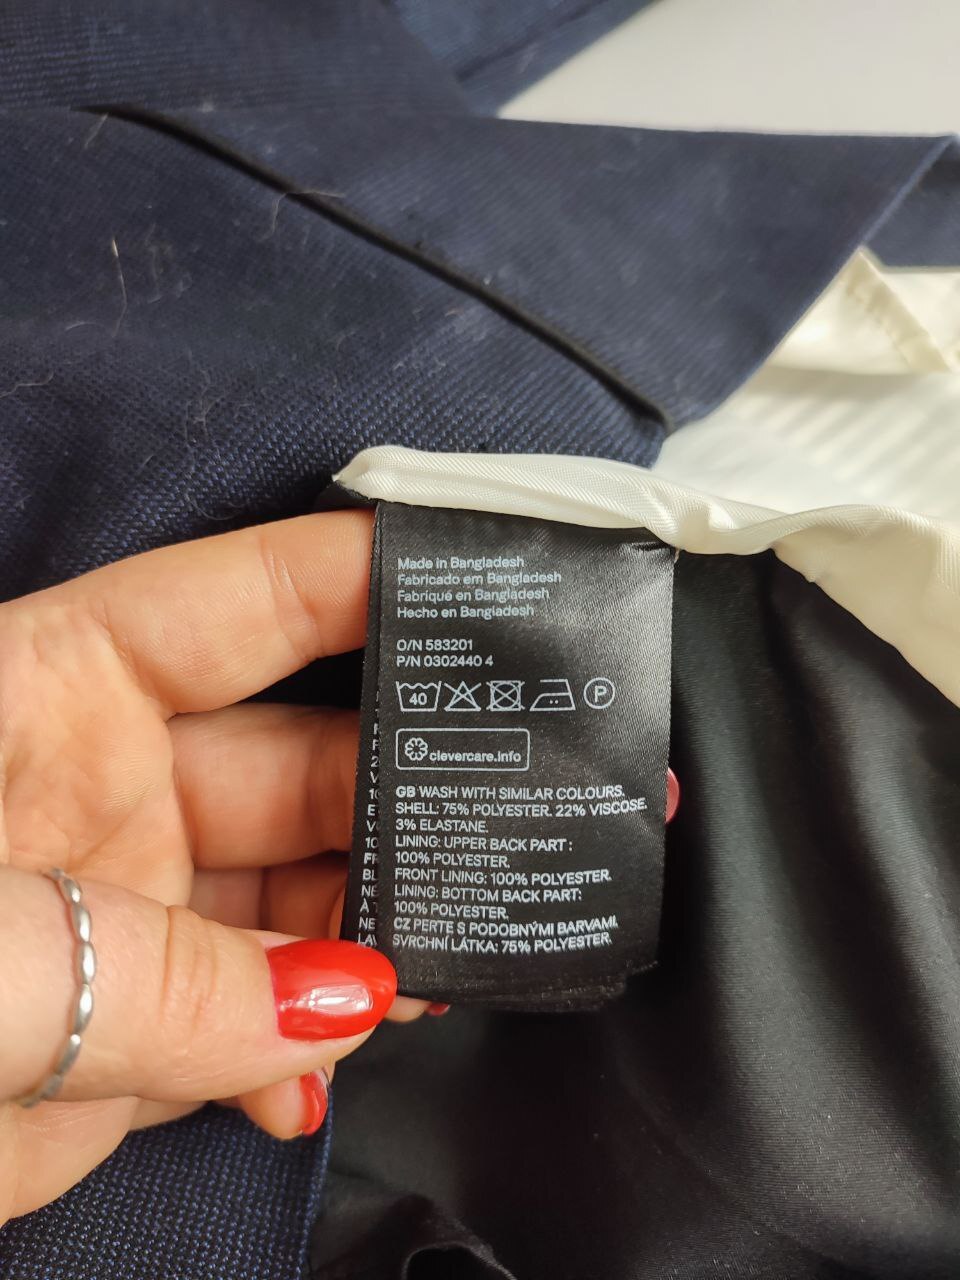 Made in Bangladesh
Fabricado em Bangladesh
Fabriqué en Bangladesh
Hecho en Bangladesh
O/N 583201
P/N 0302440 4
40 P
clevercare.info
GB WASH WITH SIMILAR COLOURS.
SHELL: 75% POLYESTER. 22% VISCOSE.
3% ELASTANE.
LINING: UPPER BACK PART :
100% POLYESTER.
FRONT LINING: 100% POLYESTER.
LINING: BOTTOM BACK PART:
100% POLYESTER.
CZ PERTE S PODOBNÝMI BARVAMI.
SVRCHNÍ LÁTKA: 75% POLYESTER.